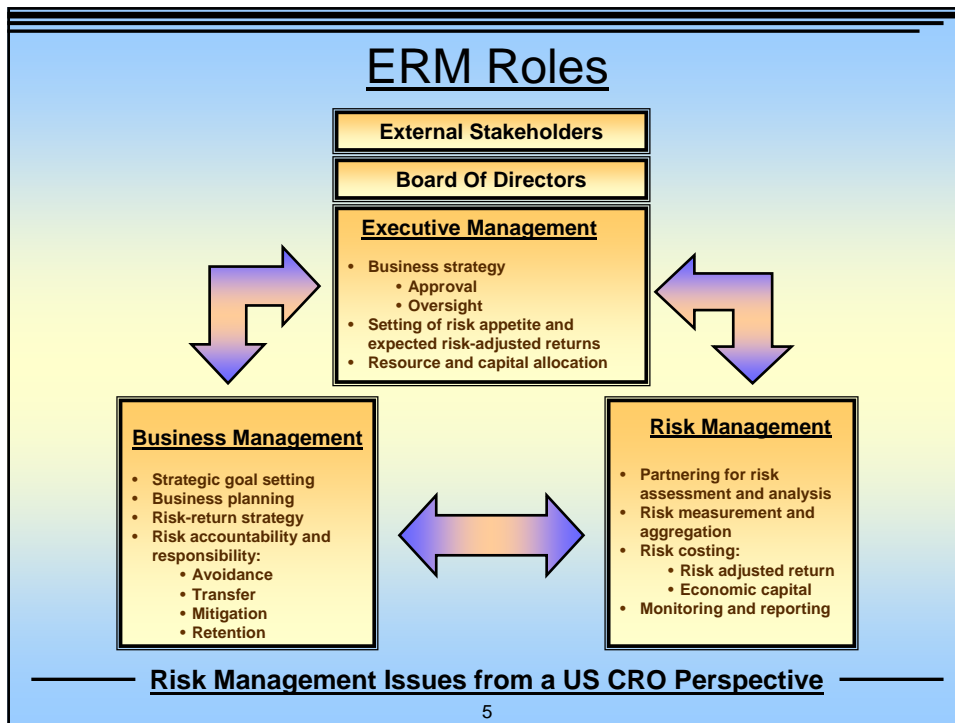 ERM Roles
External Stakeholders
Board Of Directors
Executive Management
• Business strategy
• Approval
• Oversight
• Setting of risk appetite and
expected risk-adjusted returns
• Resource and capital allocation
Business Management
• Strategic goal setting
• Business planning
• Risk-return strategy
• Risk accountability and
responsibility:
• Avoidance
• Transfer
• Mitigation
• Retention
Risk Management
• Partnering for risk
assessment and analysis
• Risk measurement and
aggregation
• Risk costing:
• Risk adjusted return
• Economic capital
• Monitoring and reporting
Risk Management Issues from a US CRO Perspective
5